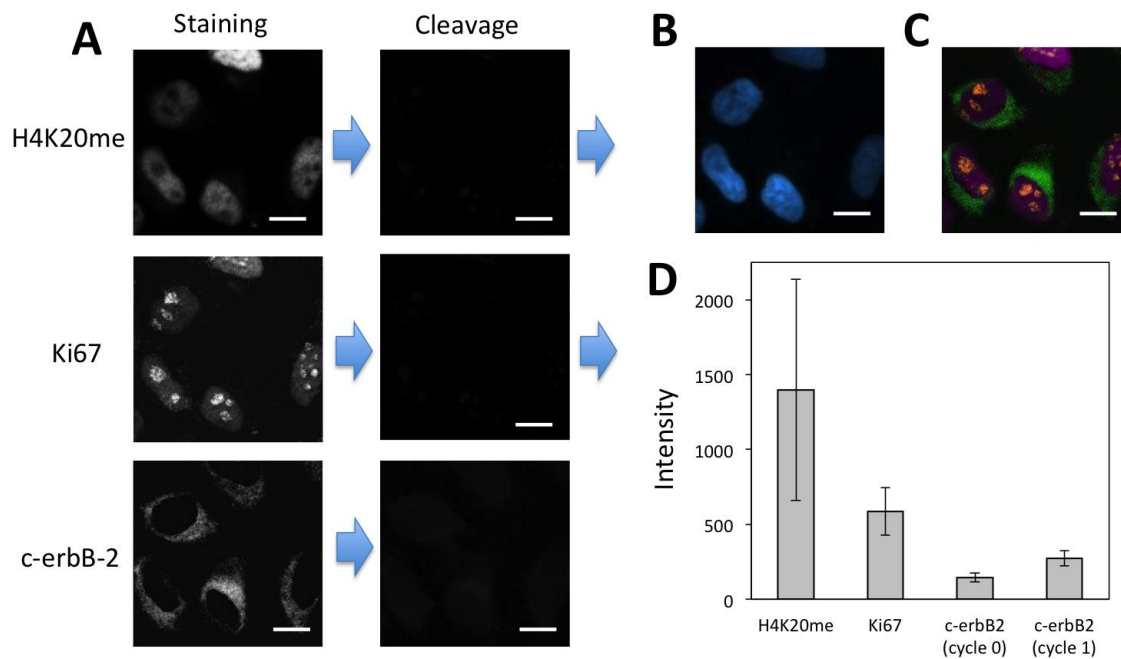 A
Staining
Cleavage
H4K20me
Ki67
c-erbB-2
B
C
D
Intensity
2000
1500
1000
500
0
H4K20me
Ki67
c-erbB2
(cycle 0)
c-erbB2
(cycle 1)